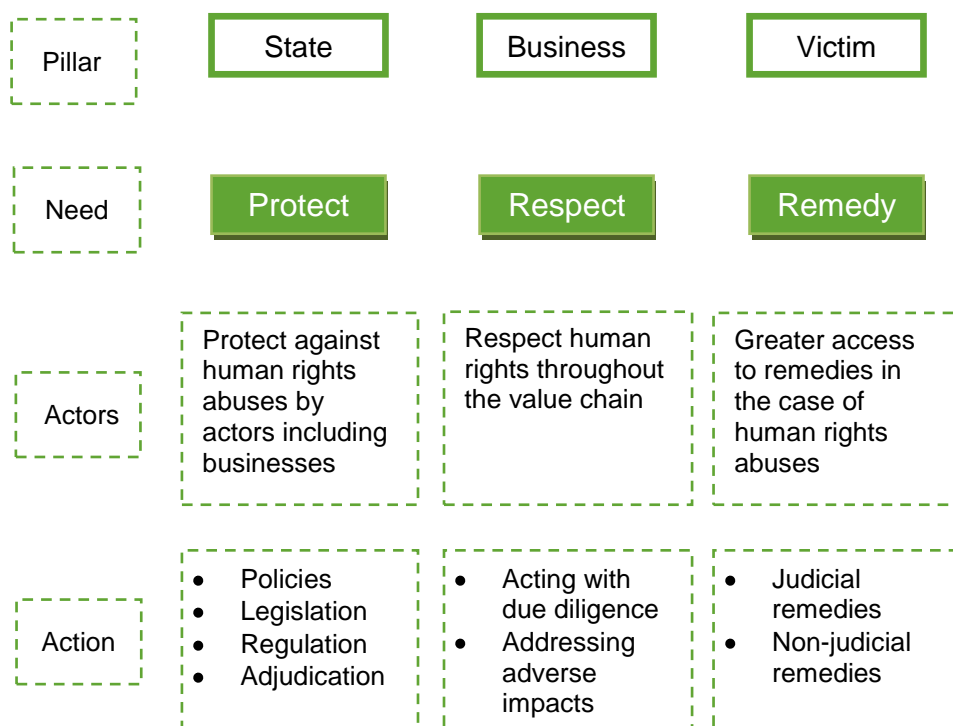 Pillar
State
Business
Victim
Need
Protect
Respect
Remedy
Actors
Protect against
human rights
abuses by
actors including
businesses
Respect human
rights throughout
the value chain
Greater access
to remedies in
the case of
human rights
abuses
Action
• Policies
• Legislation
• Regulation
• Adjudication
• Acting with
due diligence
• Addressing
adverse
impacts
• Judicial
remedies
• Non-judicial
remedies